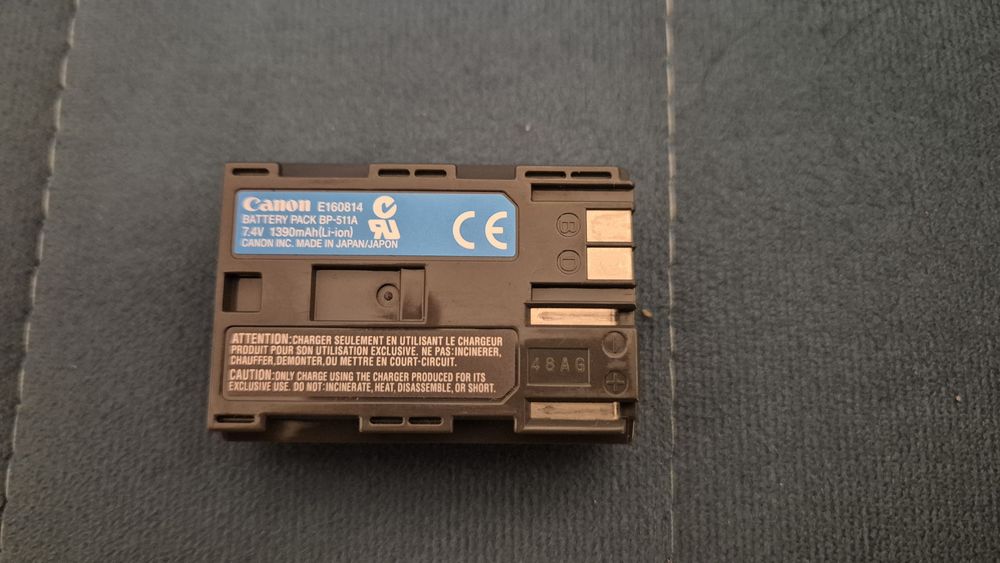 Canon E160814
BATTERY PACK BP-511A
7.4V 1390mAh(Li-ion)
CANON INC. MADE IN JAPAN/JAPON
CE
B
D
ATTENTION:CHARGER SEULEMENT EN UTILISANT LE CHARGEUR
PRODUIT POUR SON UTILISATION EXCLUSIVE. NE PAS:INCINERER,
CHAUFFER,DEMONTER,OU METTRE EN COURT-CIRCUIT.
CAUTION:ONLY CHARGE USING THE CHARGER PRODUCED FOR ITS
EXCLUSIVE USE. DO NOT:INCINERATE, HEAT, DISASSEMBLE, OR SHORT.
48AG
−
+